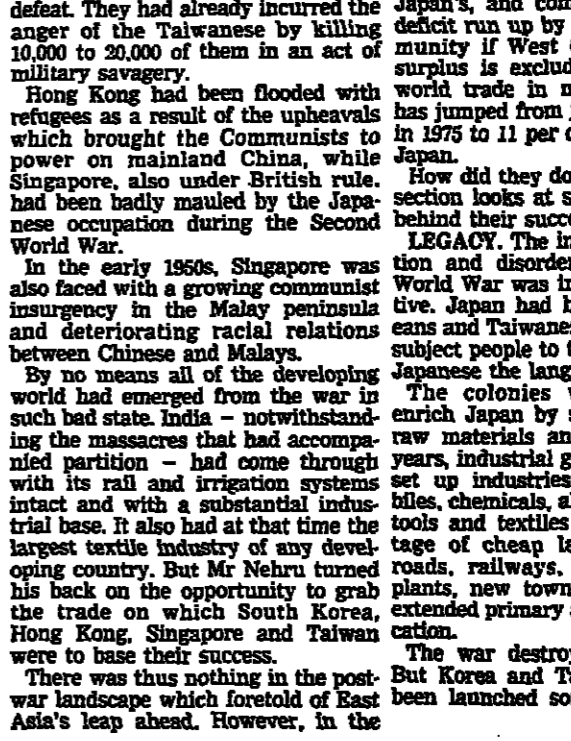 defeat. They had already incurred the
anger of the Taiwanese by killing
10,000 to 20,000 of them in an act of
military savagery.
Hong Kong had been flooded with
refugees as a result of the upheavals
which brought the Communists to
power on mainland China, while
Singapore, also under British rule.
had been badly mauled by the Japa-
nese occupation during the Second
World War.
In the early 1950s, Singapore was
also faced with a growing communist
insurgency in the Malay peninsula
and deteriorating racial relations
between Chinese and Malays.
By no means all of the developing
world had emerged from the war in
such bad state. India – notwithstand-
ing the massacres that had accompa-
nied partition – had come through
with its rail and irrigation systems
intact and with a substantial indus-
trial base. It also had at that time the
largest textile industry of any devel-
oping country. But Mr Nehru turned
his back on the opportunity to grab
the trade on which South Korea,
Hong Kong, Singapore and Taiwan
were to base their success.
There was thus nothing in the post-
war landscape which foretold of East
Asia's leap ahead. However, in the
Japan's, and
deficit run up by
munity if West
surplus is
world trade in
has jumped from
in 1975 to 11 per
Japan.
How did they do
section looks at
behind their
LEGACY. The
tion and
World War was
tive. Japan had
eans and
subject people to
Japanese the
The colonies
enrich Japan by
raw materials
years, industrial
set up industries
biles, chemicals,
tools and textiles
tage of cheap
roads, railways,
plants, new
extended primary
cation.
The war
But Korea and
been launched